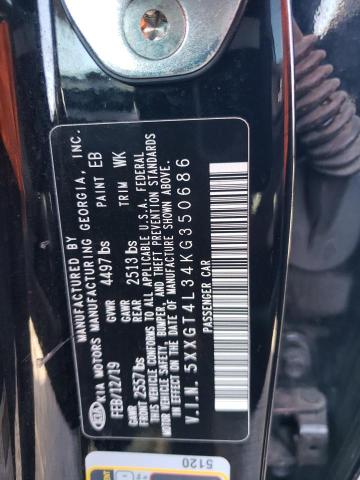 MANUFACTURED BY
KIA KIA MOTORS MANUFACTURING GEORGIA, INC.
FEB/12/19 GVWR 4497 lbs PAINT EB
GAWR FRONT 2557 lbs GAWR REAR 2513 lbs TRIM WK
THIS VEHICLE CONFORMS TO ALL APPLICABLE U.S.A. FEDERAL
MOTOR VEHICLE SAFETY, BUMPER, AND THEFT PREVENTION STANDARDS
IN EFFECT ON THE DATE OF MANUFACTURE SHOWN ABOVE.
V.I.N. 5XXGT4L34KG350686
PASSENGER CAR
5120